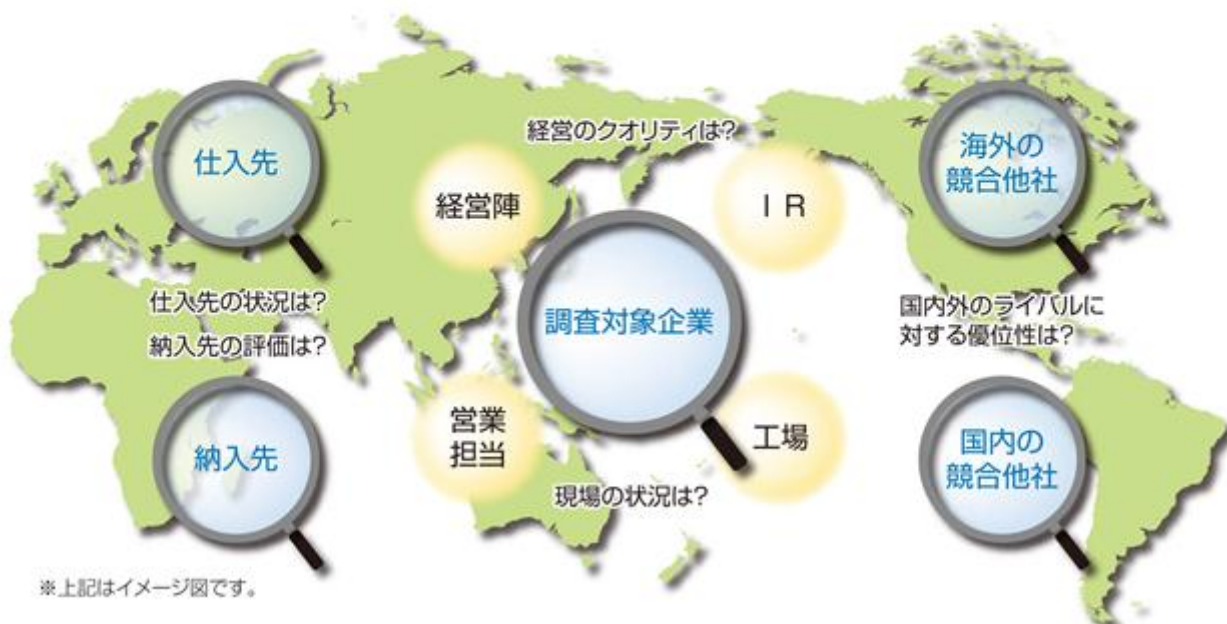 経営のクオリティは?
仕入先
経営陣
ＩＲ
海外の
競合他社
調査対象企業
仕入先の状況は?
納入先の評価は?
国内外のライバルに
対する優位性は?
納入先
営業
担当
工場
国内の
競合他社
現場の状況は?
※上記はイメージ図です。